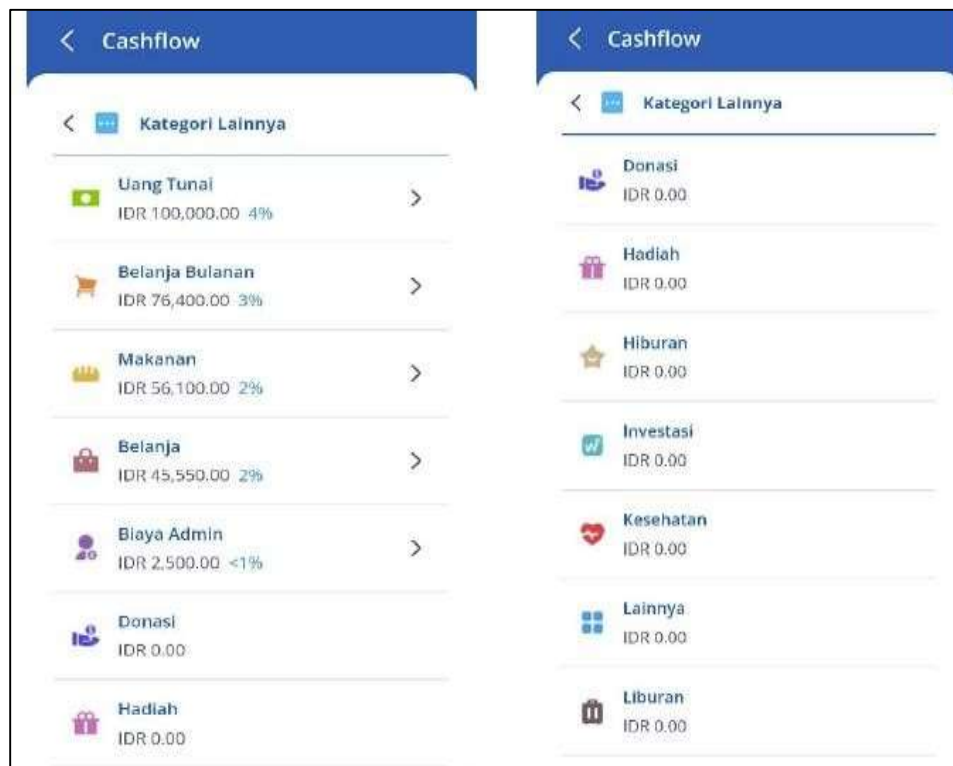 Cashflow
Kategori Lainnya
Uang Tunai
IDR 100,000.00 4%
Belanja Bulanan
IDR 76,400.00 3%
Makanan
IDR 56,100.00 2%
Belanja
IDR 45,550.00 2%
Biaya Admin
IDR 2,500.00 <1%
Donasi
IDR 0.00
Hadiah
IDR 0.00
Cashflow
Kategori Lainnya
Donasi
IDR 0.00
Hadiah
IDR 0.00
Hiburan
IDR 0.00
Investasi
IDR 0.00
Kesehatan
IDR 0.00
Lainnya
IDR 0.00
Liburan
IDR 0.00